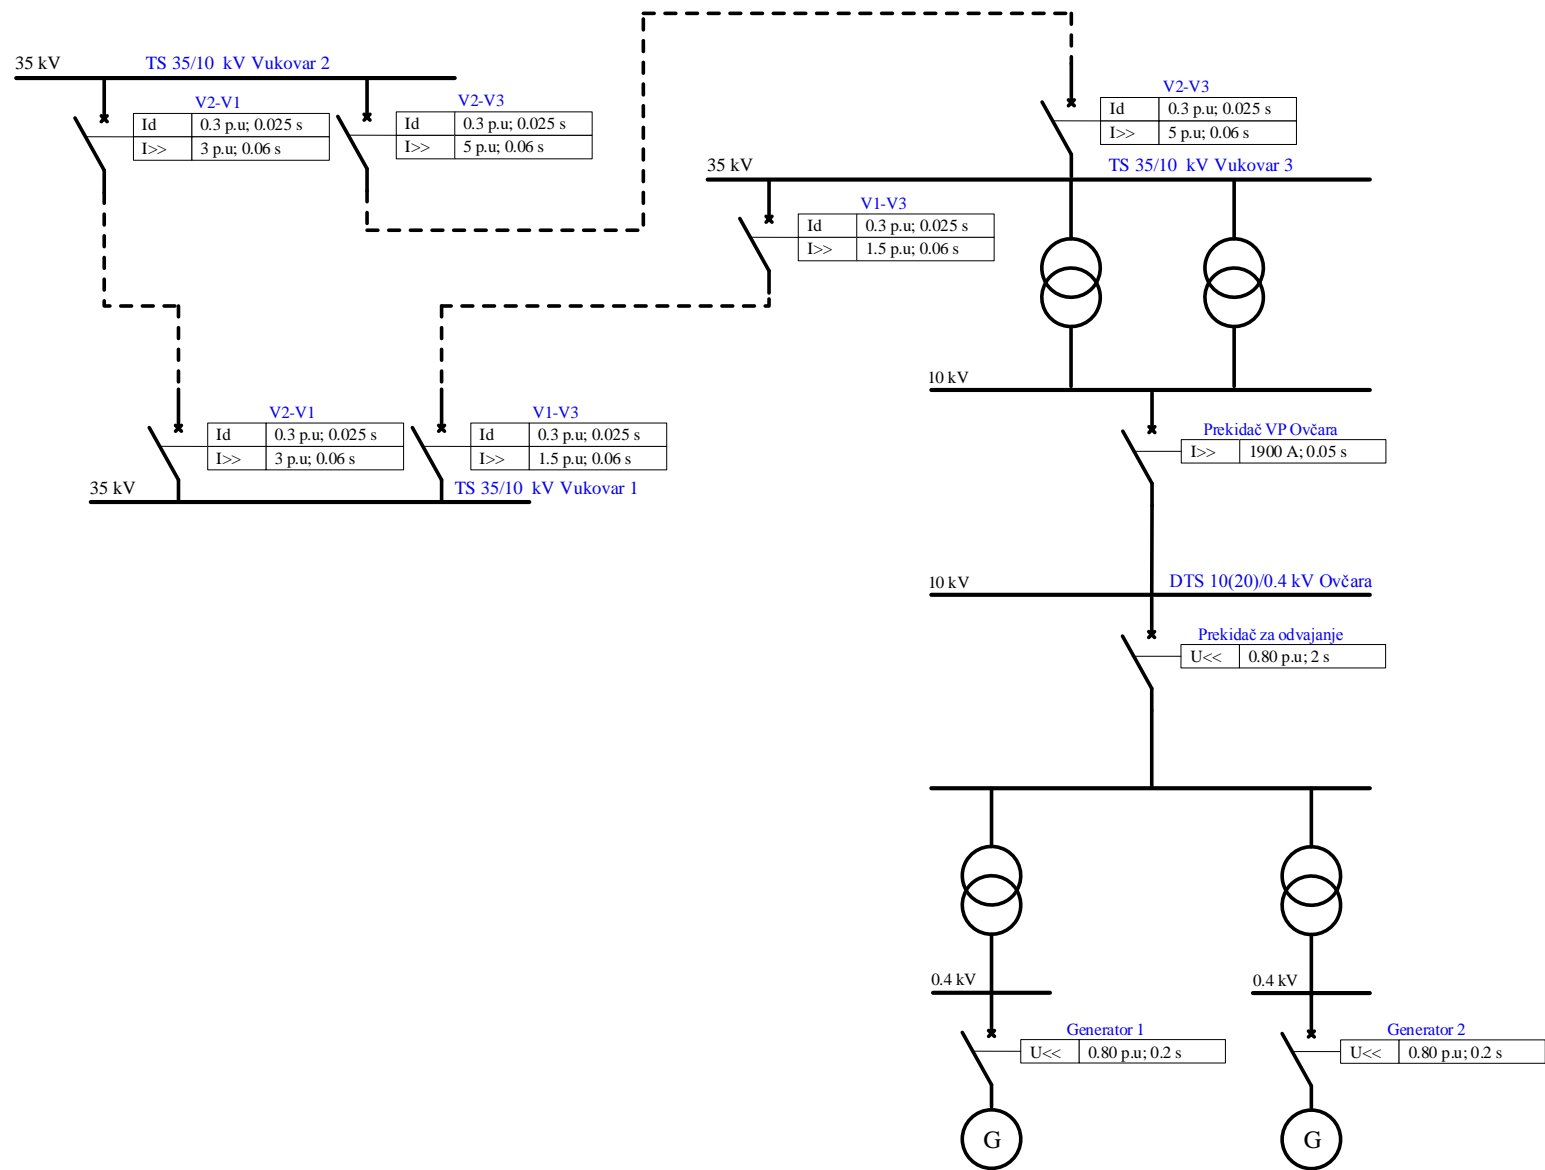 35 kV TS 35/10 kV Vukovar 2
V2-V1
Id 0.3 p.u; 0.025 s
I>> 3 p.u; 0.06 s
V2-V3
Id 0.3 p.u; 0.025 s
I>> 5 p.u; 0.06 s
V2-V3
Id 0.3 p.u; 0.025 s
I>> 5 p.u; 0.06 s
35 kV TS 35/10 kV Vukovar 3
V1-V3
Id 0.3 p.u; 0.025 s
I>> 1.5 p.u; 0.06 s
10 kV
V2-V1
Id 0.3 p.u; 0.025 s
I>> 3 p.u; 0.06 s
V1-V3
Id 0.3 p.u; 0.025 s
I>> 1.5 p.u; 0.06 s
35 kV TS 35/10 kV Vukovar 1
Prekidač VP Ovčara
I>> 1900 A; 0.05 s
10 kV DTS 10(20)/0.4 kV Ovčara
Prekidač za odvajanje
U<< 0.80 p.u; 2 s
0.4 kV
0.4 kV
Generator 1
U<< 0.80 p.u; 0.2 s
Generator 2
U<< 0.80 p.u; 0.2 s
G
G